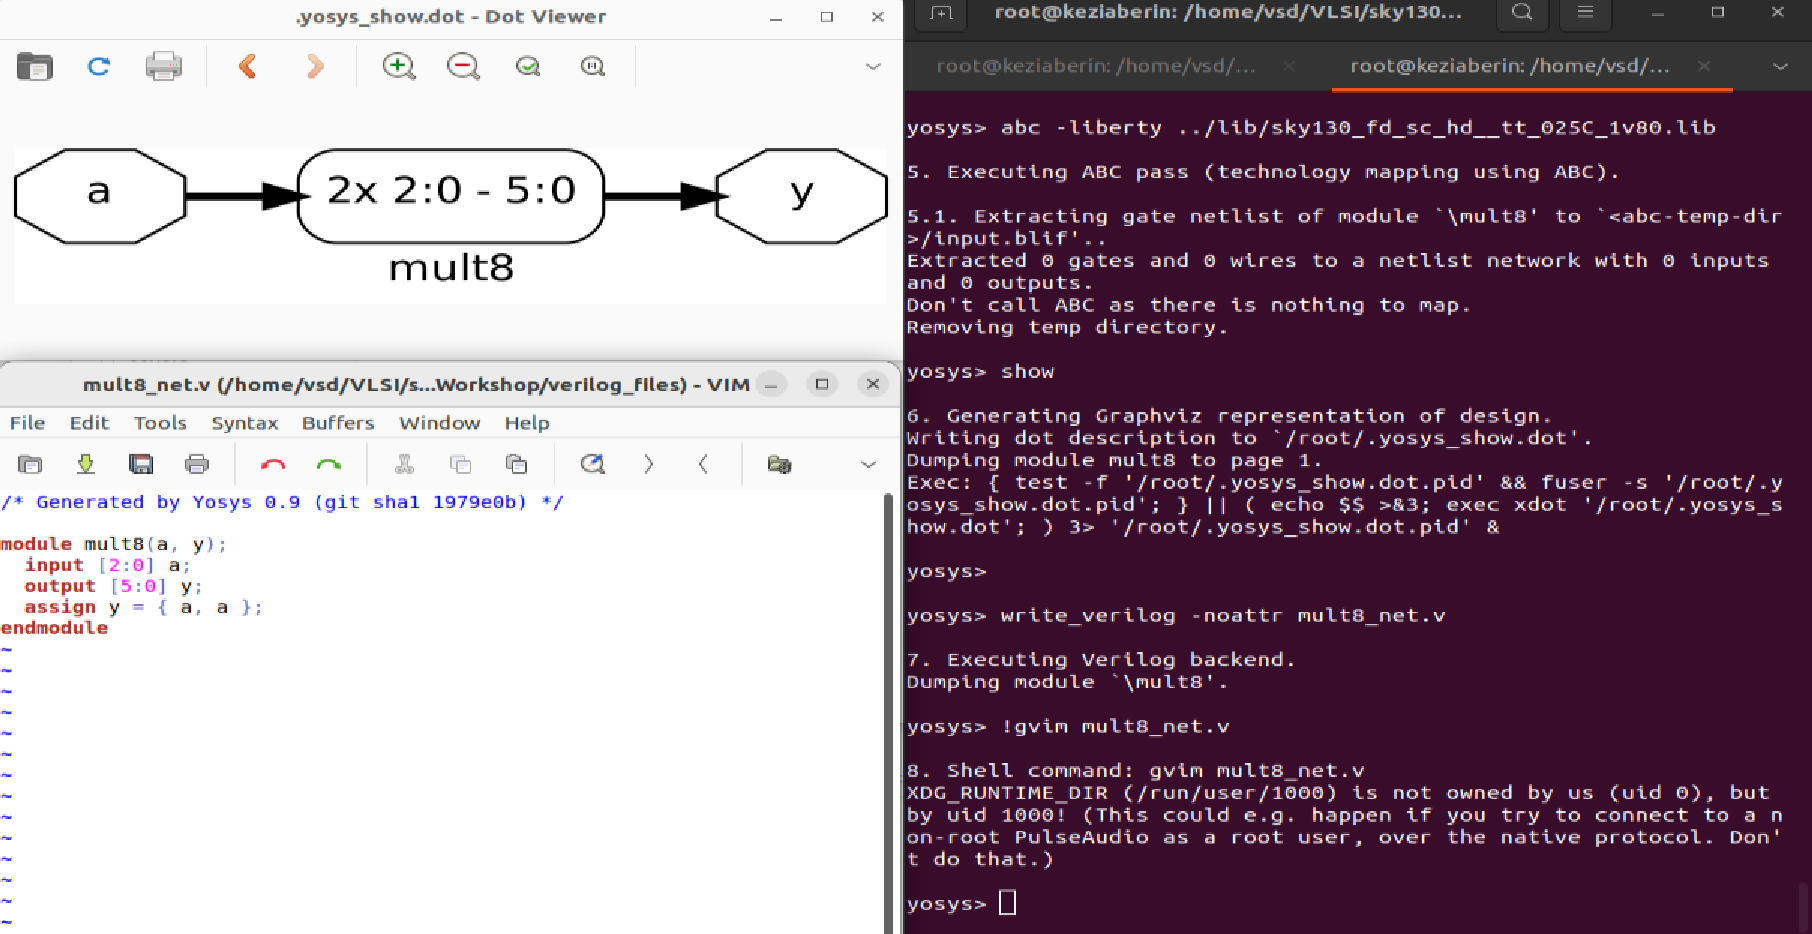 .yosys_show.dot - Dot Viewer
a
2x 2:0 - 5:0
y
mult8
mult8_net.v (/home/vsd/VLSI/s...Workshop/verilog_files) - VIM
File Edit Tools Syntax Buffers Window Help
/* Generated by Yosys 0.9 (git sha1 1979e0b) */
module mult8(a, y);
  input [2:0] a;
  output [5:0] y;
  assign y = { a, a };
endmodule
~
~
~
~
~
~
~
~
~
~
~
~
~
~
root@keziaberin: /home/vsd/VLSI/sky130...
root@keziaberin: /home/vsd/...
root@keziaberin: /home/vsd/...
yosys> abc -liberty ../lib/sky130_fd_sc_hd__tt_025C_1v80.lib
5. Executing ABC pass (technology mapping using ABC).
5.1. Extracting gate netlist of module `\mult8' to `<abc-temp-dir
>/input.blif'..
Extracted 0 gates and 0 wires to a netlist network with 0 inputs
and 0 outputs.
Don't call ABC as there is nothing to map.
Removing temp directory.
yosys> show
6. Generating Graphviz representation of design.
Writing dot description to `/root/.yosys_show.dot'.
Dumping module mult8 to page 1.
Exec: { test -f '/root/.yosys_show.dot.pid' && fuser -s '/root/.y
osys_show.dot.pid'; } || ( echo $$ >&3; exec xdot '/root/.yosys_s
how.dot'; ) 3> '/root/.yosys_show.dot.pid' &
yosys>
yosys> write_verilog -noattr mult8_net.v
7. Executing Verilog backend.
Dumping module `\mult8'.
yosys> !gvim mult8_net.v
8. Shell command: gvim mult8_net.v
XDG_RUNTIME_DIR (/run/user/1000) is not owned by us (uid 0), but
by uid 1000! (This could e.g. happen if you try to connect to a n
on-root PulseAudio as a root user, over the native protocol. Don'
t do that.)
yosys>